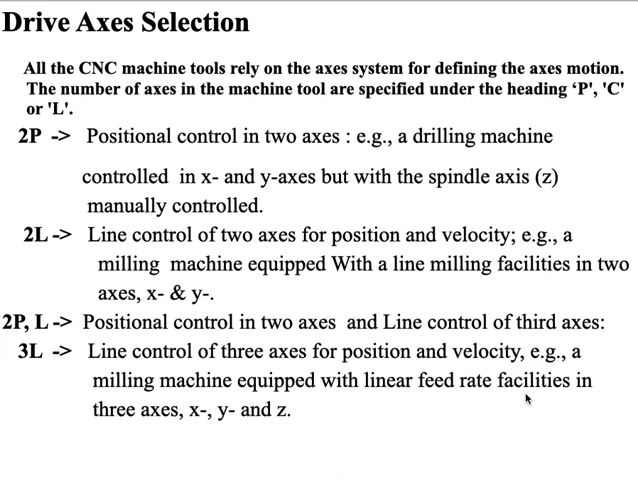 Drive Axes Selection
All the CNC machine tools rely on the axes system for defining the axes motion.
The number of axes in the machine tool are specified under the heading ‘P', 'C'
or 'L'.
2P -> Positional control in two axes : e.g., a drilling machine
controlled in x- and y-axes but with the spindle axis (z)
manually controlled.
2L -> Line control of two axes for position and velocity; e.g., a
milling machine equipped With a line milling facilities in two
axes, x- & y-.
2P, L -> Positional control in two axes and Line control of third axes:
3L -> Line control of three axes for position and velocity, e.g., a
milling machine equipped with linear feed rate facilities in
three axes, x-, y- and z.